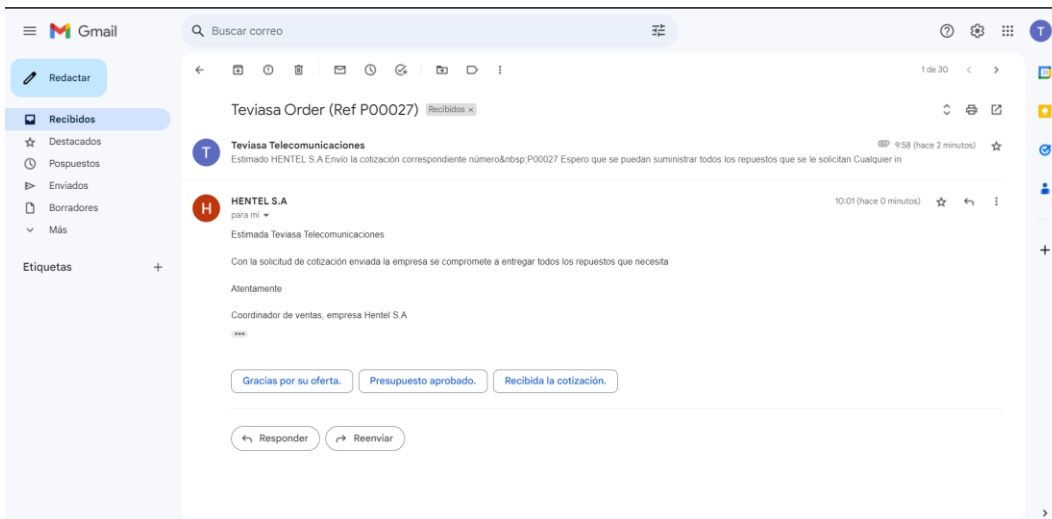 Gmail
Buscar correo
Redactar
1 de 30
Recibidos
Destacados
Pospuestos
Enviados
Borradores
Más
Etiquetas
Teviasa Order (Ref P00027) Recibidos x
T
Teviasa Telecomunicaciones
9:58 (hace 2 minutos)
Estimado HENTEL S.A Envío la cotización correspondiente número&nbsp;P00027 Espero que se puedan suministrar todos los repuestos que se le solicitan Cualquier in
H
HENTEL S.A
10:01 (hace 0 minutos)
para mí
Estimada Teviasa Telecomunicaciones
Con la solicitud de cotización enviada la empresa se compromete a entregar todos los repuestos que necesita
Atentamente
Coordinador de ventas, empresa Hentel S.A
Gracias por su oferta.
Presupuesto aprobado.
Recibida la cotización.
Responder
Reenviar
T